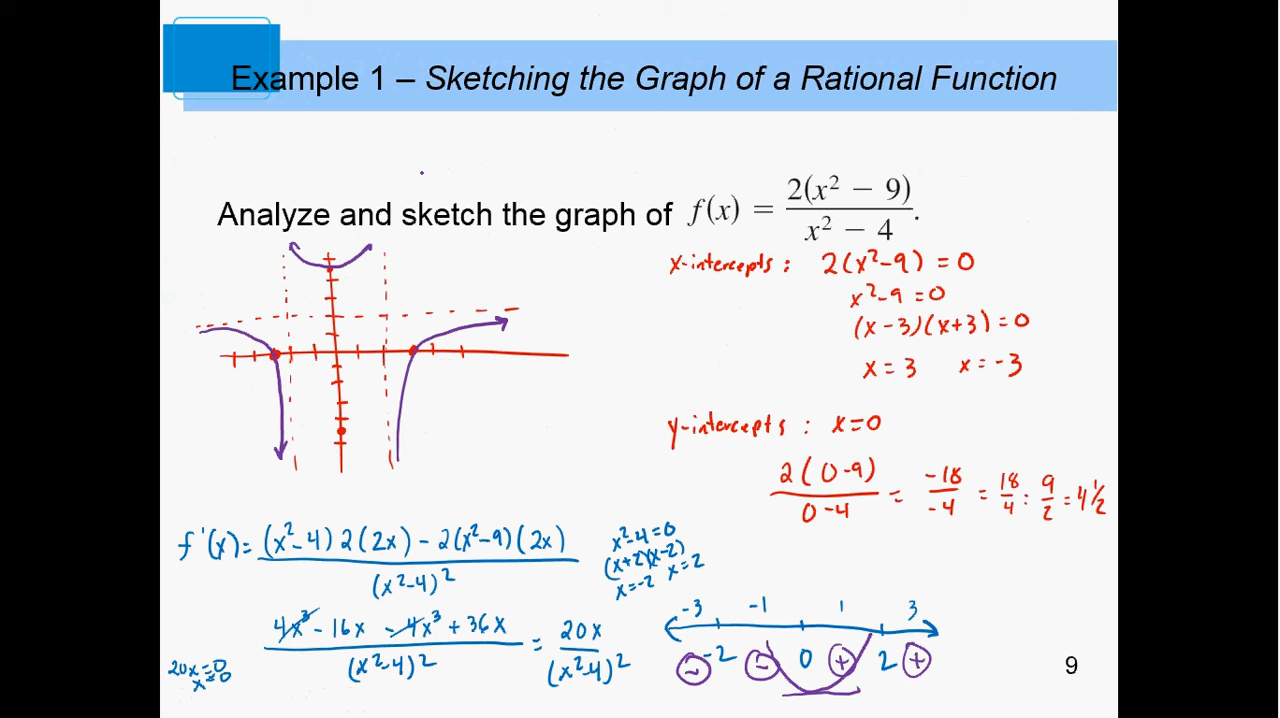 Example 1 – Sketching the Graph of a Rational Function
Analyze and sketch the graph of f(x) = 2(x² − 9) / x² − 4 .
x-intercepts : 2(x²−9) = 0
x²−9 = 0
(x−3)(x+3) = 0
x = 3 x = −3
y-intercepts : x = 0
2(0−9) / 0−4 = −18 / −4 = 18/4 : 9/2 = 4 1/2
f'(x) = (x²−4) 2(2x) − 2(x²−9)(2x) / (x²−4)²
x²−4=0
(x+2)(x−2)
x=−2 x=2
4x³ − 16x − 4x³ + 36x / (x²−4)² = 20x / (x²−4)²
20x=0
x=0
−3 −1 1 3
− −2 − 0 + 2 +
9